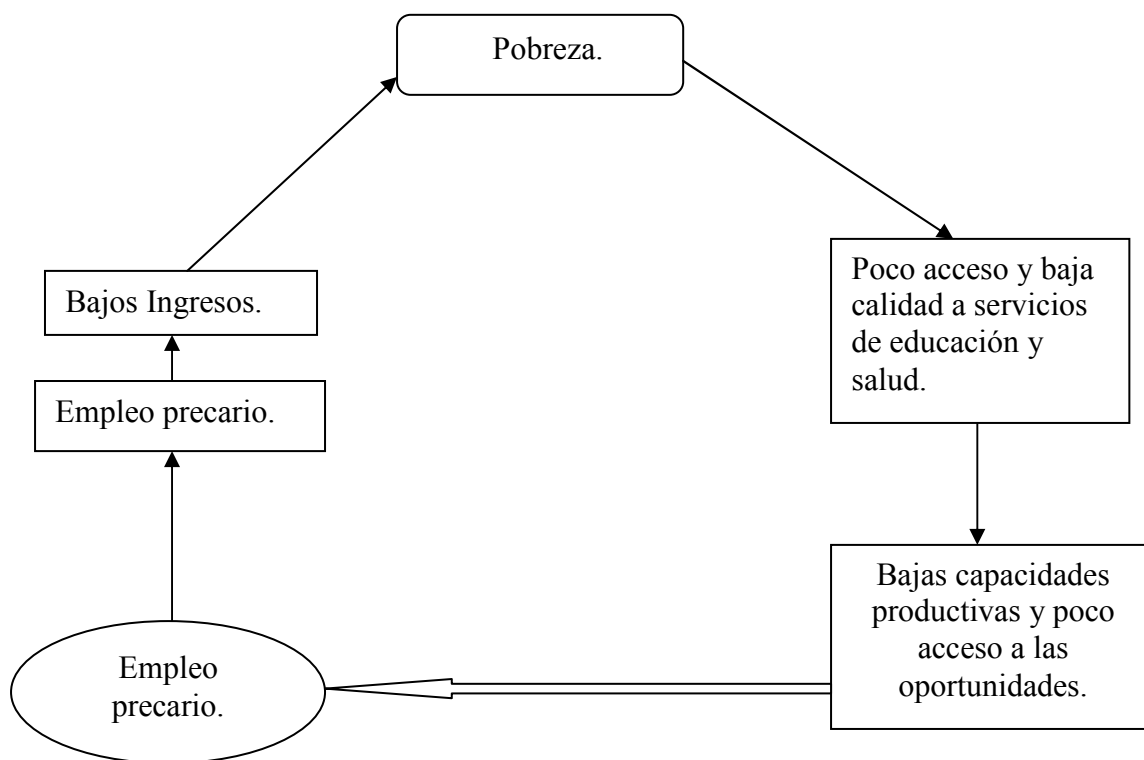 Pobreza.
Poco acceso y baja
calidad a servicios
de educación y
salud.
Bajas capacidades
productivas y poco
acceso a las
oportunidades.
Empleo
precario.
Empleo precario.
Bajos Ingresos.